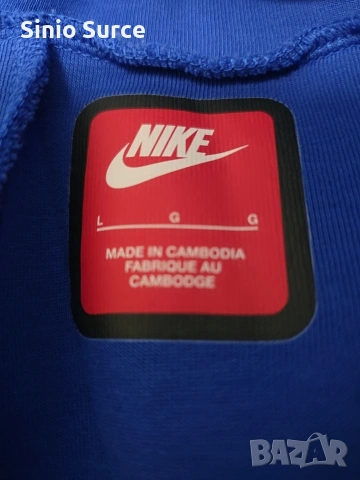 Sinio Surce
NIKE
L G G
MADE IN CAMBODIA
FABRIQUE AU
CAMBODGE
BAZAR